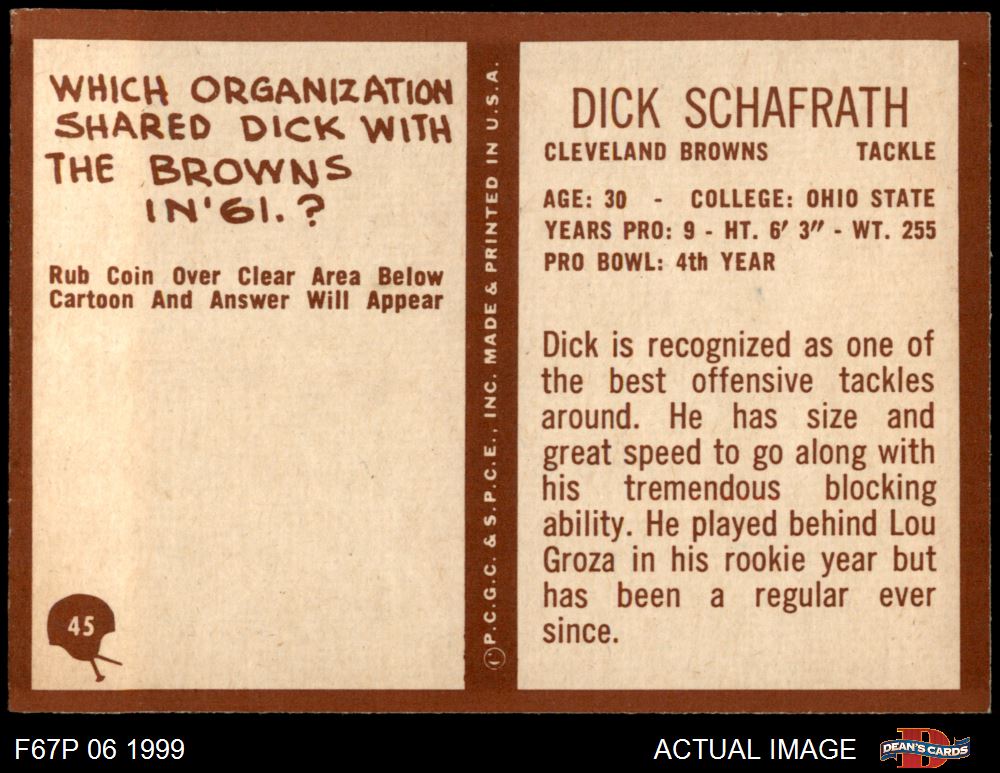 WHICH ORGANIZATION
SHARED DICK WITH
THE BROWNS
IN '61.?
Rub Coin Over Clear Area Below
Cartoon And Answer Will Appear
45
©P.C.G.C. & S.P.C.E., INC. MADE & PRINTED IN U.S.A.
DICK SCHAFRATH
CLEVELAND BROWNS TACKLE
AGE: 30 - COLLEGE: OHIO STATE
YEARS PRO: 9 - HT. 6' 3" - WT. 255
PRO BOWL: 4th YEAR
Dick is recognized as one of
the best offensive tackles
around. He has size and
great speed to go along with
his tremendous blocking
ability. He played behind Lou
Groza in his rookie year but
has been a regular ever
since.
F67P 06 1999
ACTUAL IMAGE
DEAN'S CARDS